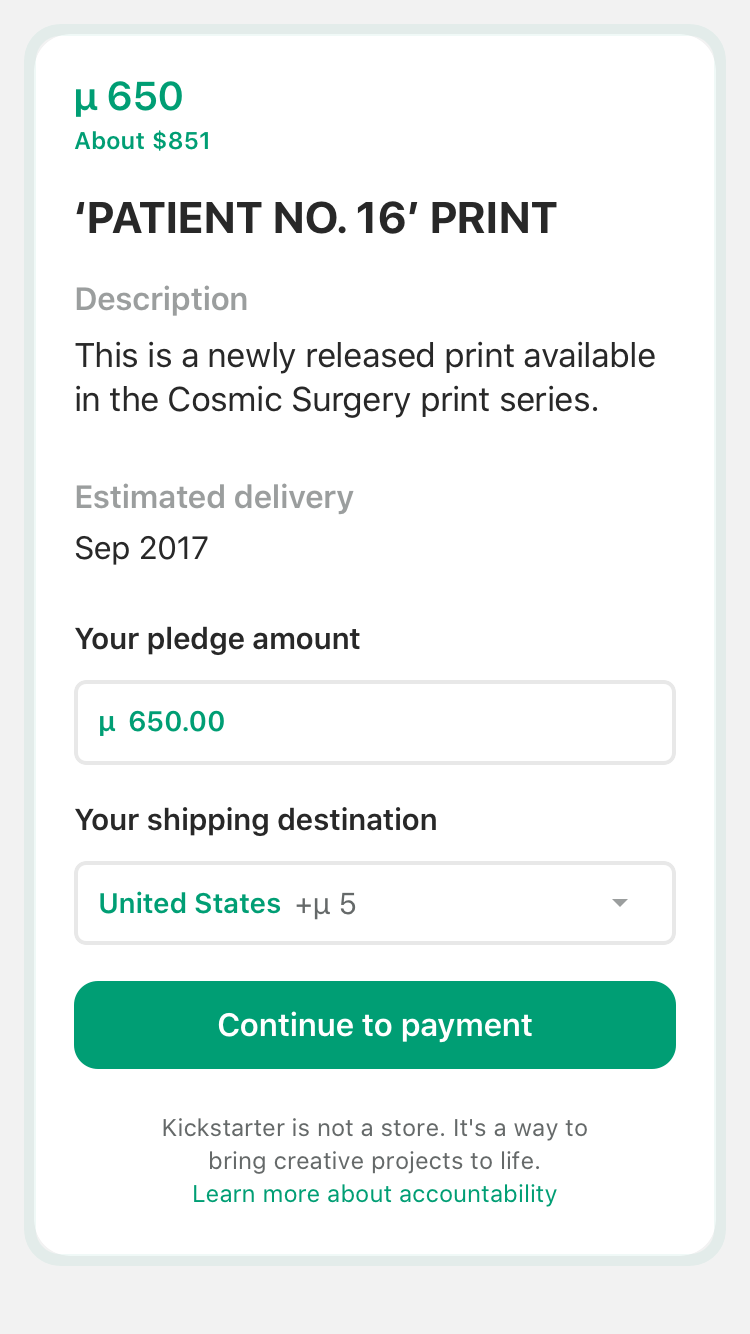 µ 650
About $851
‘PATIENT NO. 16’ PRINT
Description
This is a newly released print available
in the Cosmic Surgery print series.
Estimated delivery
Sep 2017
Your pledge amount
µ 650.00
Your shipping destination
United States +µ 5
Continue to payment
Kickstarter is not a store. It's a way to
bring creative projects to life.
Learn more about accountability